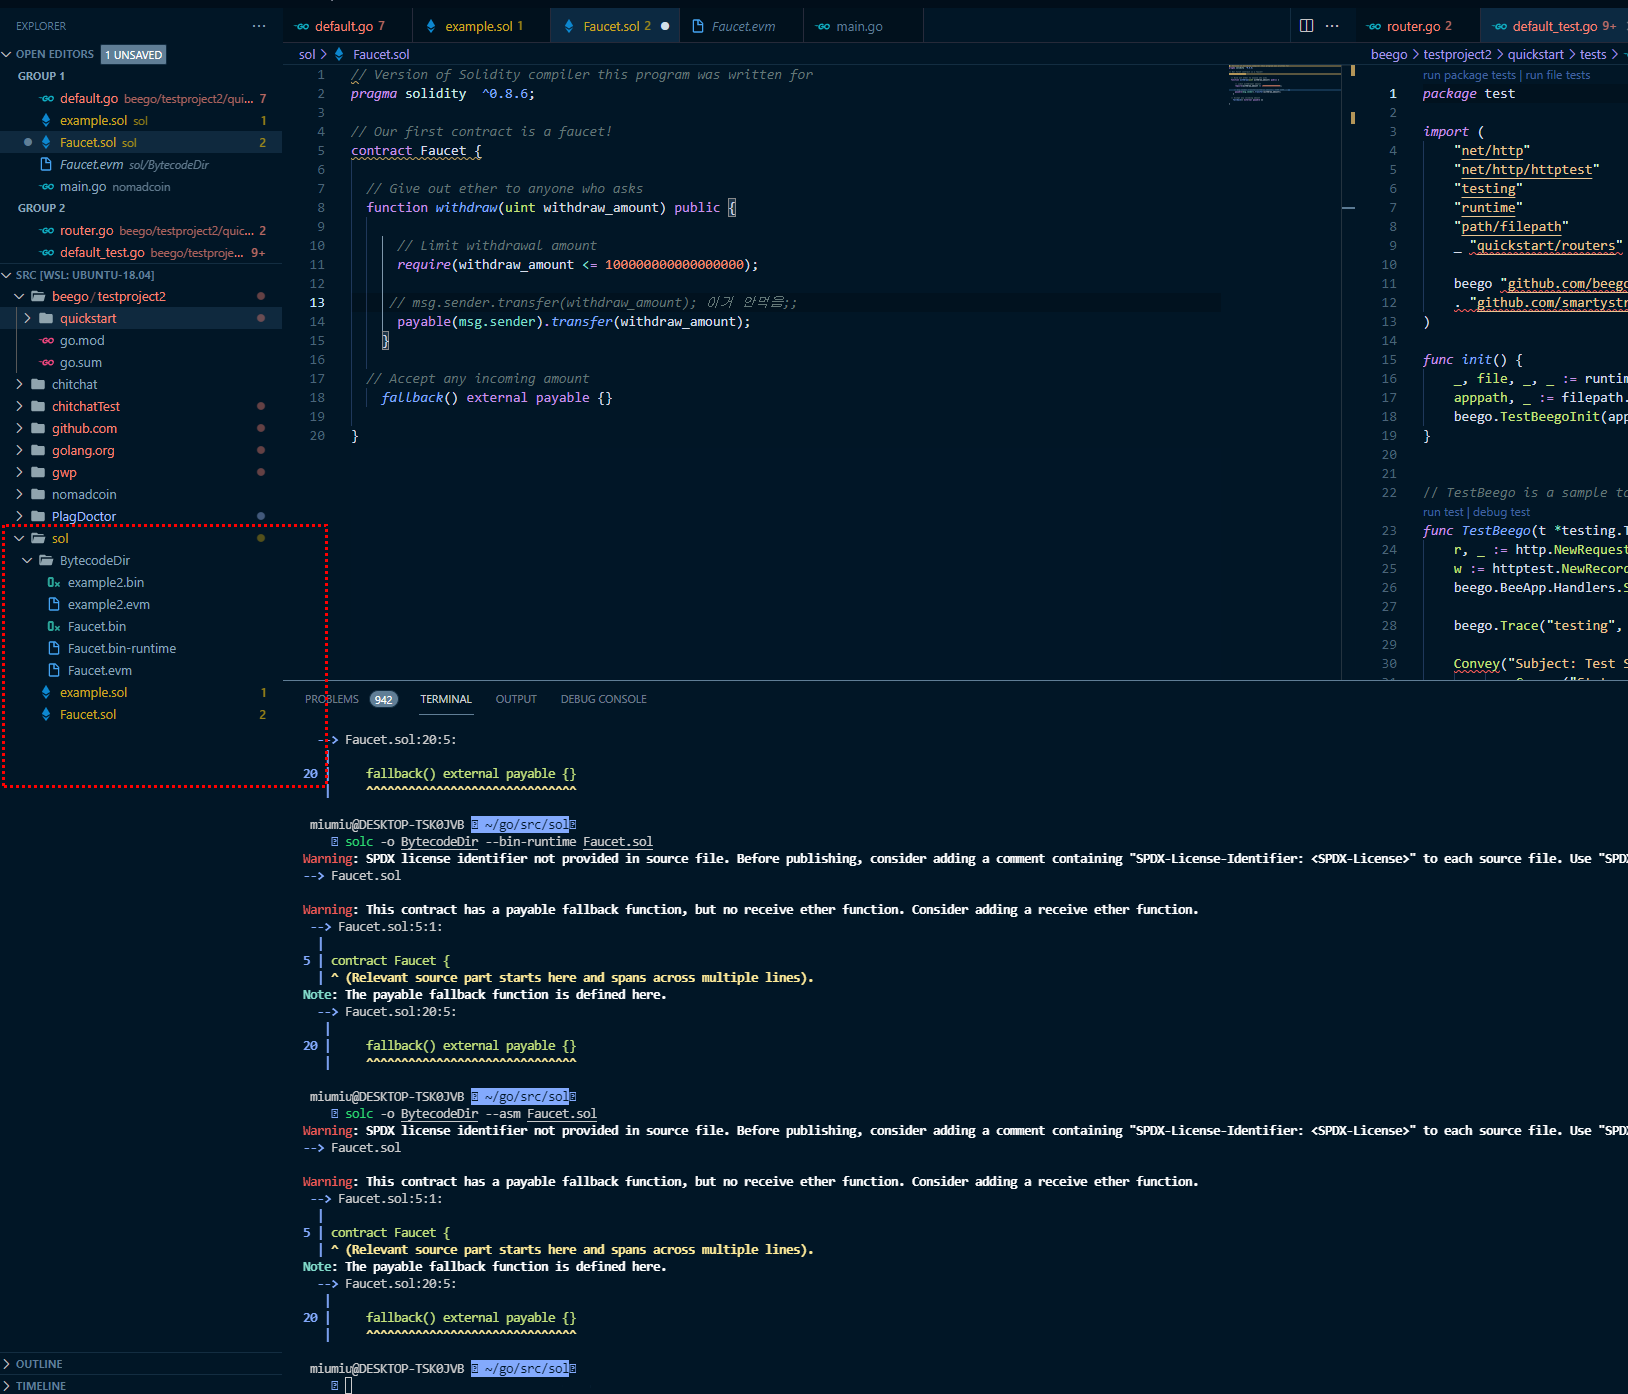 EXPLORER
OPEN EDITORS 1 UNSAVED
GROUP 1
default.go beego/testproject2/qui... 7
example.sol sol 1
Faucet.sol sol 2
Faucet.evm sol/BytecodeDir
main.go nomadcoin
GROUP 2
router.go beego/testproject2/quic... 2
default_test.go beego/testproje... 9+
SRC [WSL: UBUNTU-18.04]
beego / testproject2
quickstart
go.mod
go.sum
chitchat
chitchatTest
github.com
golang.org
gwp
nomadcoin
PlagDoctor
sol
BytecodeDir
example2.bin
example2.evm
Faucet.bin
Faucet.bin-runtime
Faucet.evm
example.sol 1
Faucet.sol 2
OUTLINE
TIMELINE
default.go 7 example.sol 1 Faucet.sol 2 Faucet.evm main.go
sol > Faucet.sol
1 // Version of Solidity compiler this program was written for
2 pragma solidity ^0.8.6;
3
4 // Our first contract is a faucet!
5 contract Faucet {
6
7 // Give out ether to anyone who asks
8 function withdraw(uint withdraw_amount) public {
9
10 // Limit withdrawal amount
11 require(withdraw_amount <= 100000000000000000);
12
13 // msg.sender.transfer(withdraw_amount); 이거 안먹음;;
14 payable(msg.sender).transfer(withdraw_amount);
15 }
16
17 // Accept any incoming amount
18 fallback() external payable {}
19
20 }
router.go 2 default_test.go 9+
beego > testproject2 > quickstart > tests >
run package tests | run file tests
1 package test
2
3 import (
4 "net/http"
5 "net/http/httptest"
6 "testing"
7 "runtime"
8 "path/filepath"
9 _ "quickstart/routers"
10
11 beego "github.com/beego
12 . "github.com/smartystr
13 )
14
15 func init() {
16 _, file, _, _ := runtim
17 apppath, _ := filepath.
18 beego.TestBeegoInit(app
19 }
20
21
22 // TestBeego is a sample to
run test | debug test
23 func TestBeego(t *testing.T
24 r, _ := http.NewRequest
25 w := httptest.NewRecord
26 beego.BeeApp.Handlers.S
27
28 beego.Trace("testing",
29
30 Convey("Subject: Test S
PROBLEMS 942 TERMINAL OUTPUT DEBUG CONSOLE
--> Faucet.sol:20:5:
|
20 | fallback() external payable {}
| ^^^^^^^^^^^^^^^^^^^^^^^^^^^^^^
miumiu@DESKTOP-TSK0JVB ~/go/src/sol
solc -o BytecodeDir --bin-runtime Faucet.sol
Warning: SPDX license identifier not provided in source file. Before publishing, consider adding a comment containing "SPDX-License-Identifier: <SPDX-License>" to each source file. Use "SPD
--> Faucet.sol
Warning: This contract has a payable fallback function, but no receive ether function. Consider adding a receive ether function.
--> Faucet.sol:5:1:
|
5 | contract Faucet {
| ^ (Relevant source part starts here and spans across multiple lines).
Note: The payable fallback function is defined here.
--> Faucet.sol:20:5:
|
20 | fallback() external payable {}
| ^^^^^^^^^^^^^^^^^^^^^^^^^^^^^^
miumiu@DESKTOP-TSK0JVB ~/go/src/sol
solc -o BytecodeDir --asm Faucet.sol
Warning: SPDX license identifier not provided in source file. Before publishing, consider adding a comment containing "SPDX-License-Identifier: <SPDX-License>" to each source file. Use "SPD
--> Faucet.sol
Warning: This contract has a payable fallback function, but no receive ether function. Consider adding a receive ether function.
--> Faucet.sol:5:1:
|
5 | contract Faucet {
| ^ (Relevant source part starts here and spans across multiple lines).
Note: The payable fallback function is defined here.
--> Faucet.sol:20:5:
|
20 | fallback() external payable {}
| ^^^^^^^^^^^^^^^^^^^^^^^^^^^^^^
miumiu@DESKTOP-TSK0JVB ~/go/src/sol